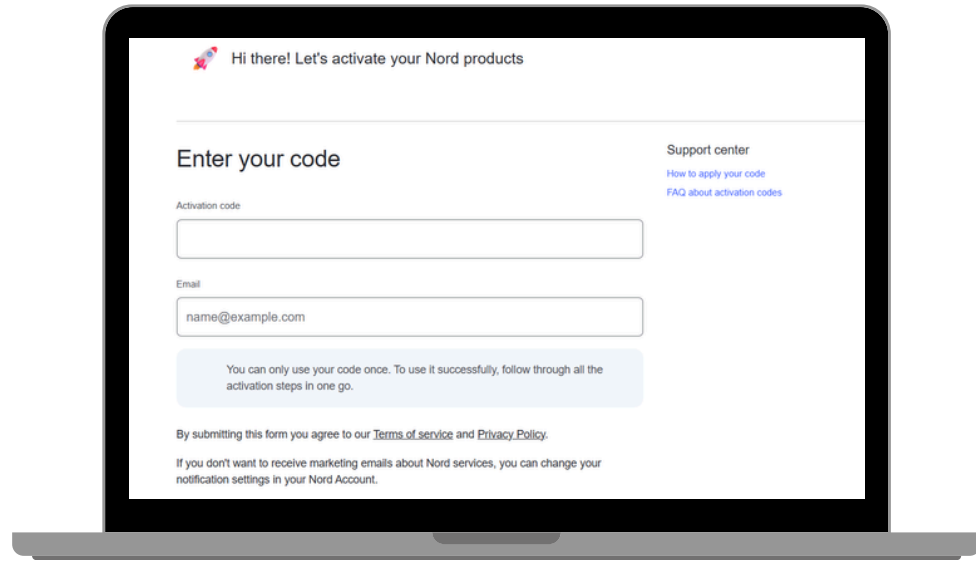 Hi there! Let's activate your Nord products
Enter your code
Activation code
Email
name@example.com
You can only use your code once. To use it successfully, follow through all the
activation steps in one go.
By submitting this form you agree to our Terms of service and Privacy Policy.
If you don't want to receive marketing emails about Nord services, you can change your
notification settings in your Nord Account.
Support center
How to apply your code
FAQ about activation codes